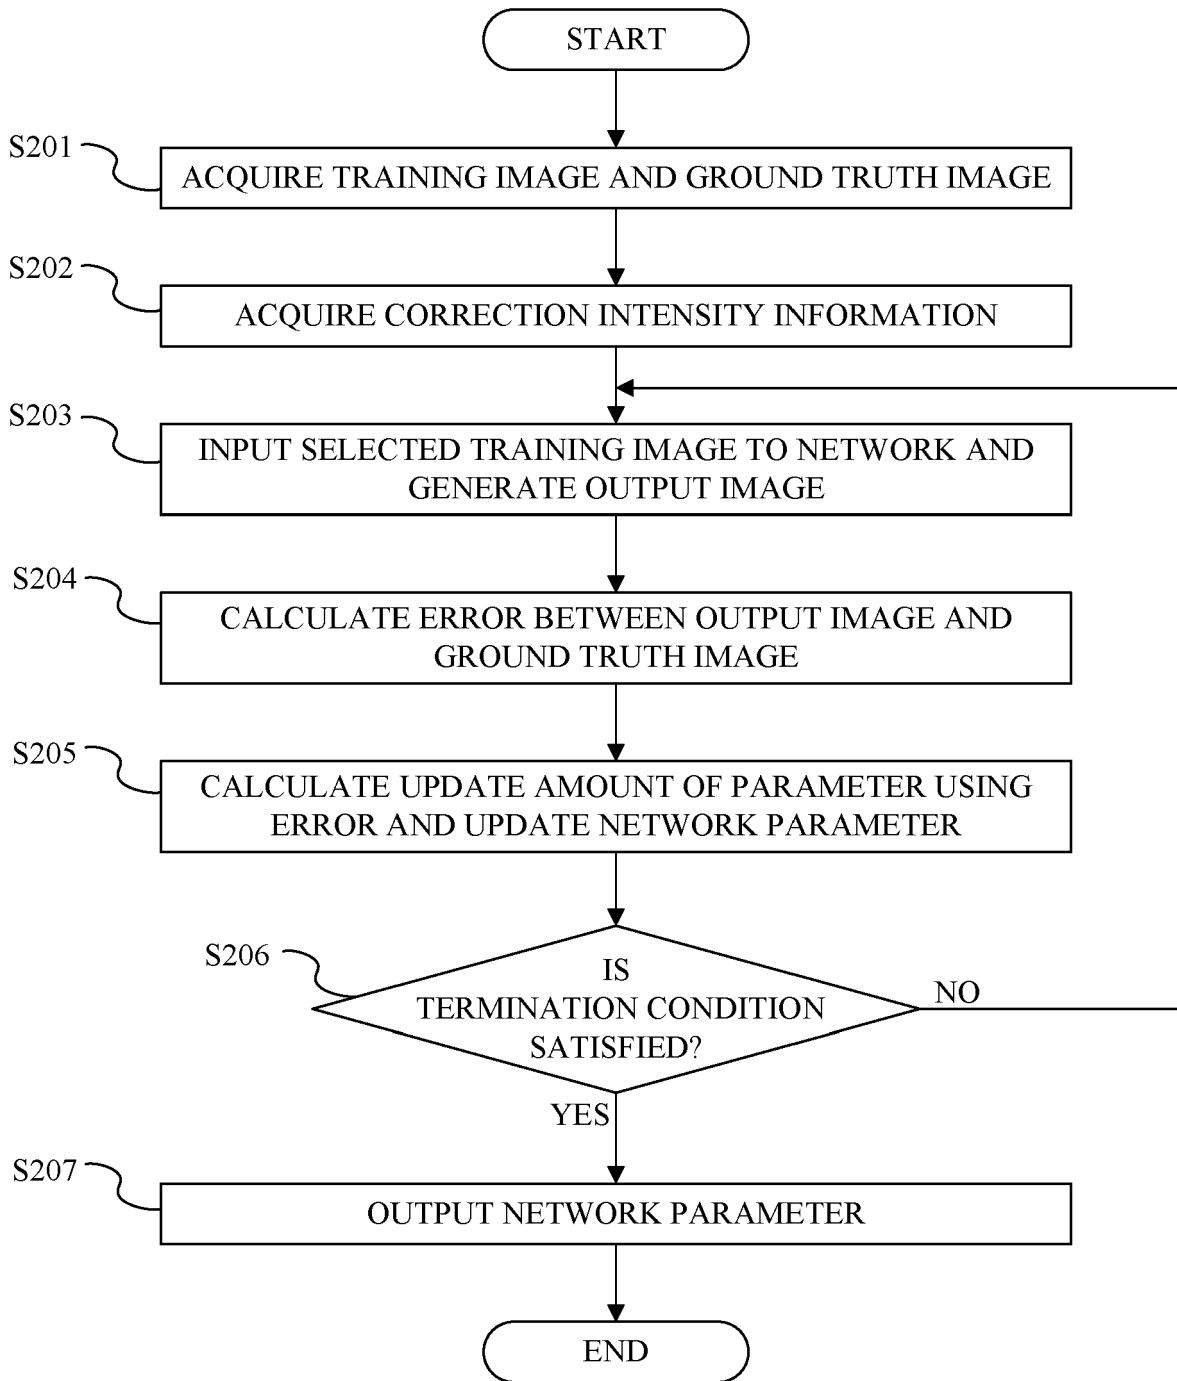 START
S201
ACQUIRE TRAINING IMAGE AND GROUND TRUTH IMAGE
S202
ACQUIRE CORRECTION INTENSITY INFORMATION
S203
INPUT SELECTED TRAINING IMAGE TO NETWORK AND
GENERATE OUTPUT IMAGE
S204
CALCULATE ERROR BETWEEN OUTPUT IMAGE AND
GROUND TRUTH IMAGE
S205
CALCULATE UPDATE AMOUNT OF PARAMETER USING
ERROR AND UPDATE NETWORK PARAMETER
S206
IS
TERMINATION CONDITION
SATISFIED?
NO
YES
S207
OUTPUT NETWORK PARAMETER
END